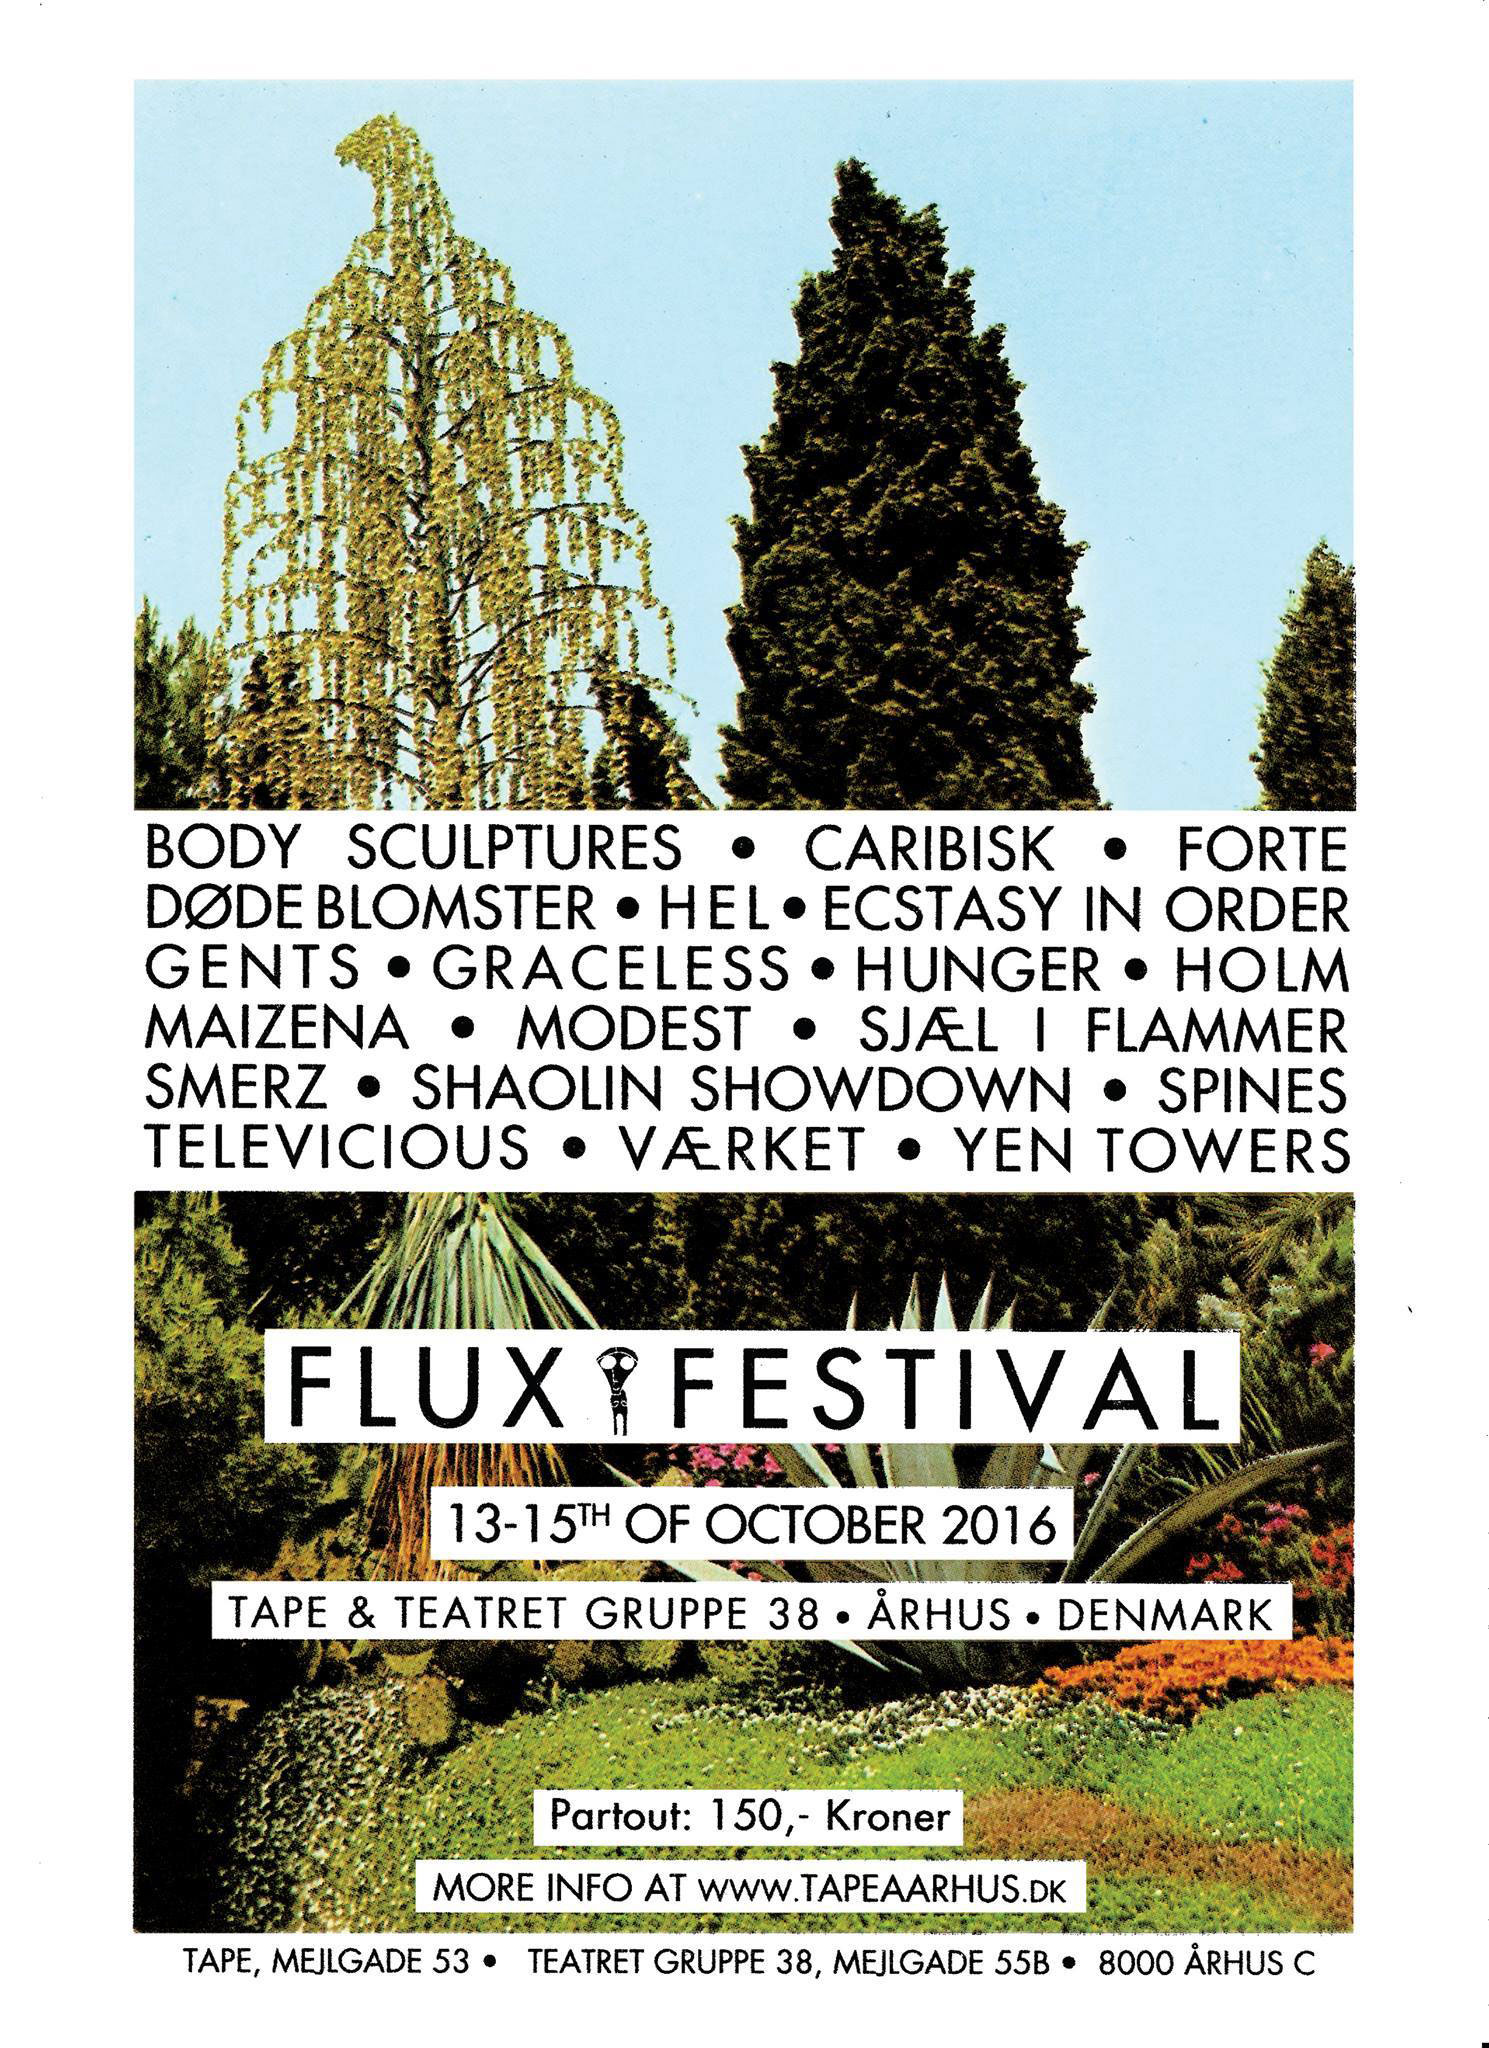 BODY SCULPTURES • CARIBISK • FORTE
DØDE BLOMSTER • HEL • ECSTASY IN ORDER
GENTS • GRACELESS • HUNGER • HOLM
MAIZENA • MODEST • SJÆL I FLAMMER
SMERZ • SHAOLIN SHOWDOWN • SPINES
TELEVICIOUS • VÆRKET • YEN TOWERS
FLUX FESTIVAL
13-15TH OF OCTOBER 2016
TAPE & TEATRET GRUPPE 38 • ÅRHUS • DENMARK
Partout: 150,- Kroner
MORE INFO AT WWW.TAPEAARHUS.DK
TAPE, MEJLGADE 53 • TEATRET GRUPPE 38, MEJLGADE 55B • 8000 ÅRHUS C